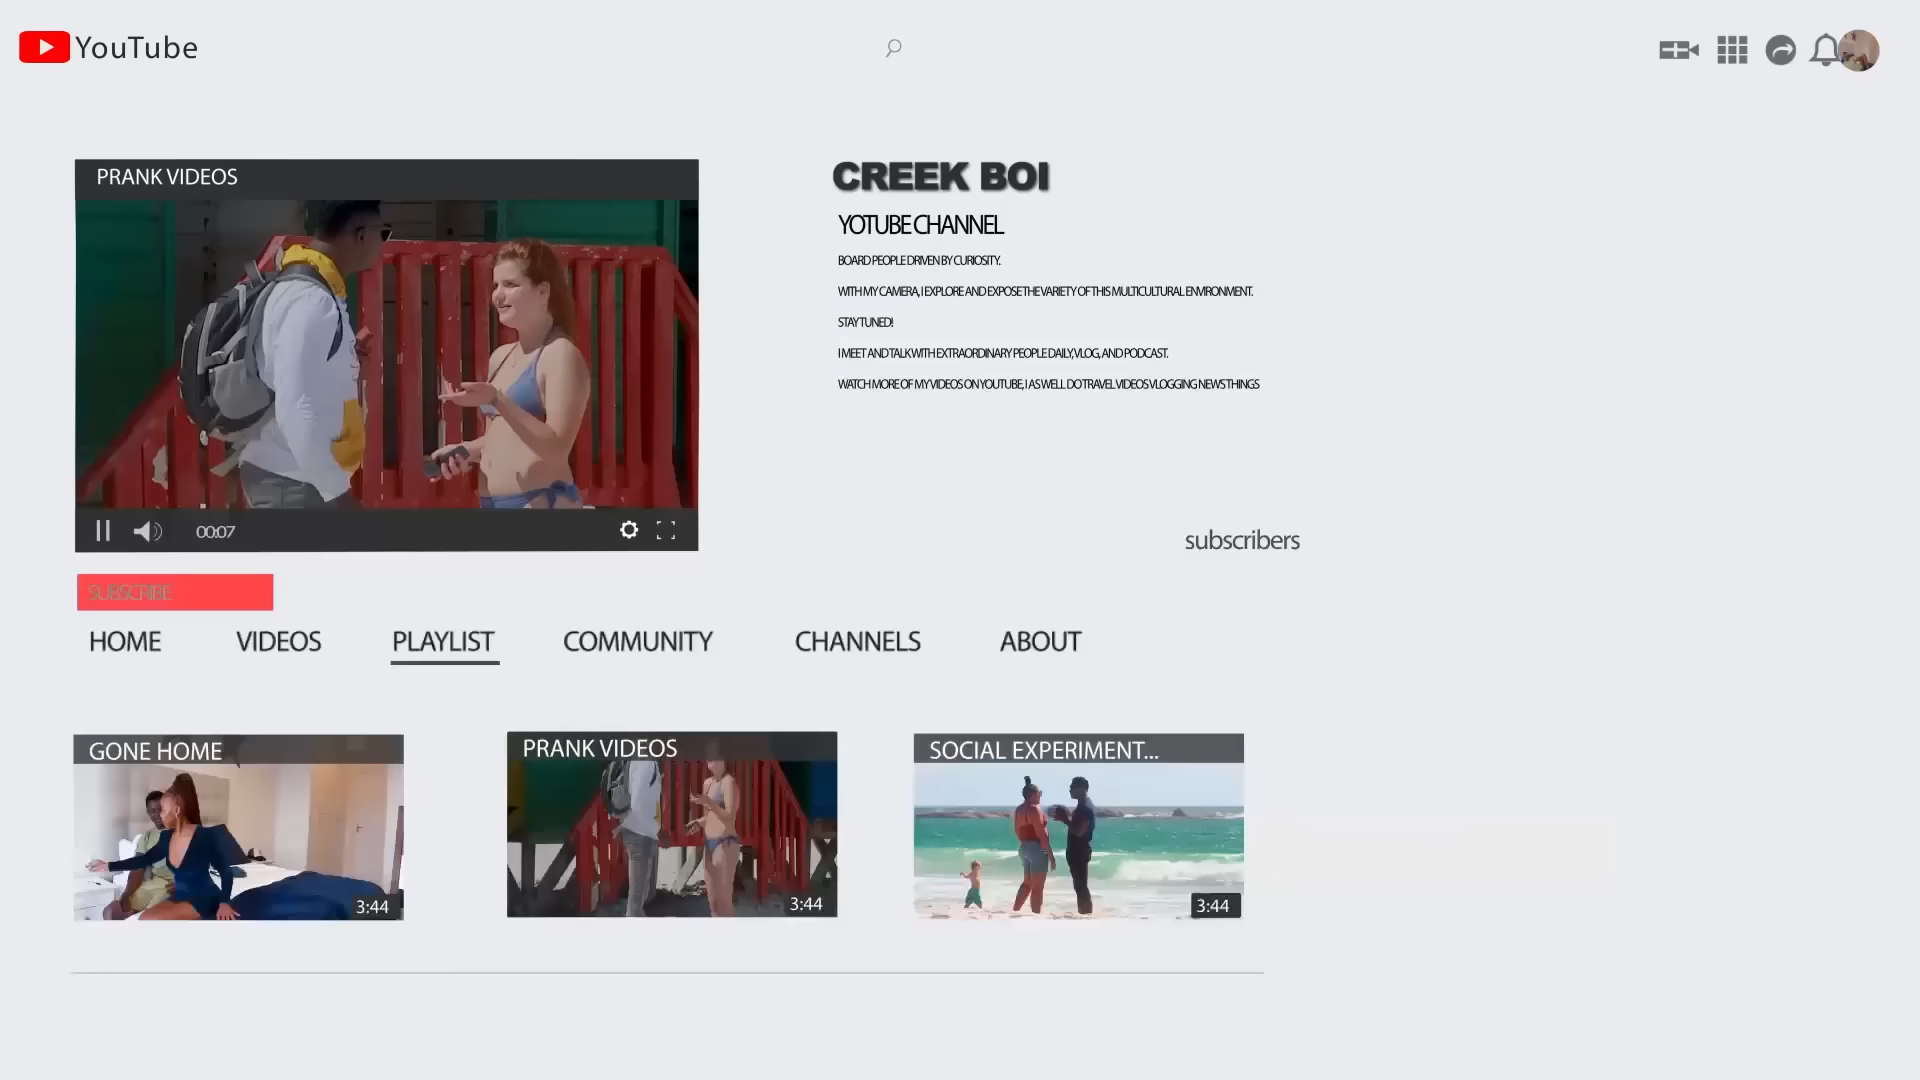 YouTube
PRANK VIDEOS
00:07
SUBSCRIBE
CREEK BOI
YOTUBE CHANNEL
BOARD PEOPLE DRIVEN BY CURIOSITY.
WITH MY CAMERA, I EXPLORE AND EXPOSE THE VARIETY OF THIS MULTICULTURAL ENVIRONMENT.
STAY TUNED!
I MEET AND TALK WITH EXTRAORDINARY PEOPLE DAILY, VLOG, AND PODCAST.
WATCH MORE OF MY VIDEOS ON YOUTUBE, I AS WELL DO TRAVEL VIDEOS VLOGGING NEWS THINGS
subscribers
HOME VIDEOS PLAYLIST COMMUNITY CHANNELS ABOUT
GONE HOME
3:44
PRANK VIDEOS
3:44
SOCIAL EXPERIMENT...
3:44